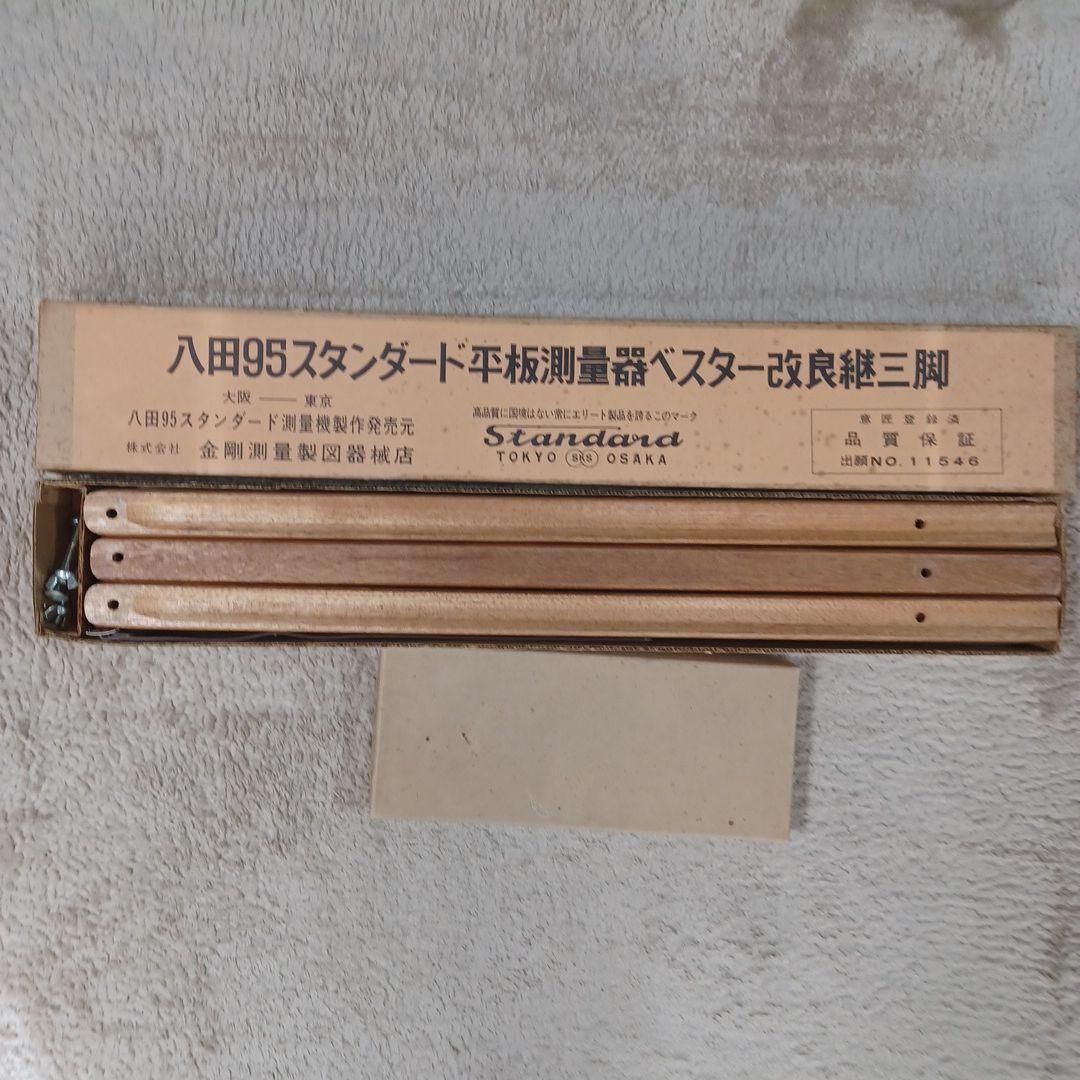 八田95スタンダード平板測量器ベスター改良継三脚
大阪 ── 東京
八田95スタンダード測量機製作発売元
株式会社 金剛測量製図器械店
高品質に国境はない常にエリート製品を誇るこのマーク
Standard
TOKYO SKS OSAKA
意匠登録済
品質保証
出願NO.11546